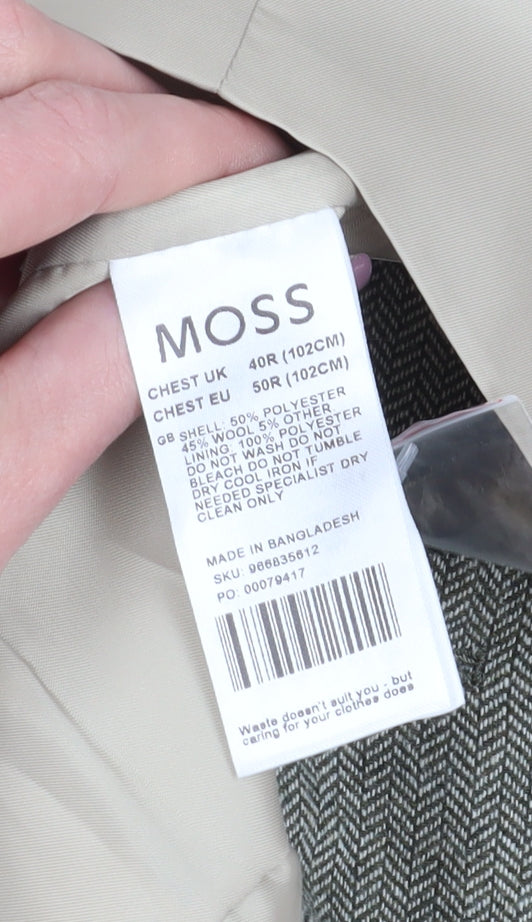 MOSS
CHEST UK 40R (102CM)
CHEST EU 50R (102CM)
GB SHELL: 50% POLYESTER
45% WOOL 5% OTHER
LINING: 100% POLYESTER
DO NOT WASH DO NOT
BLEACH DO NOT TUMBLE
DRY COOL IRON IF
NEEDED SPECIALIST DRY
CLEAN ONLY
MADE IN BANGLADESH
SKU: 966835612
PO: 00079417
Waste doesn't suit you - but
caring for your clothes does